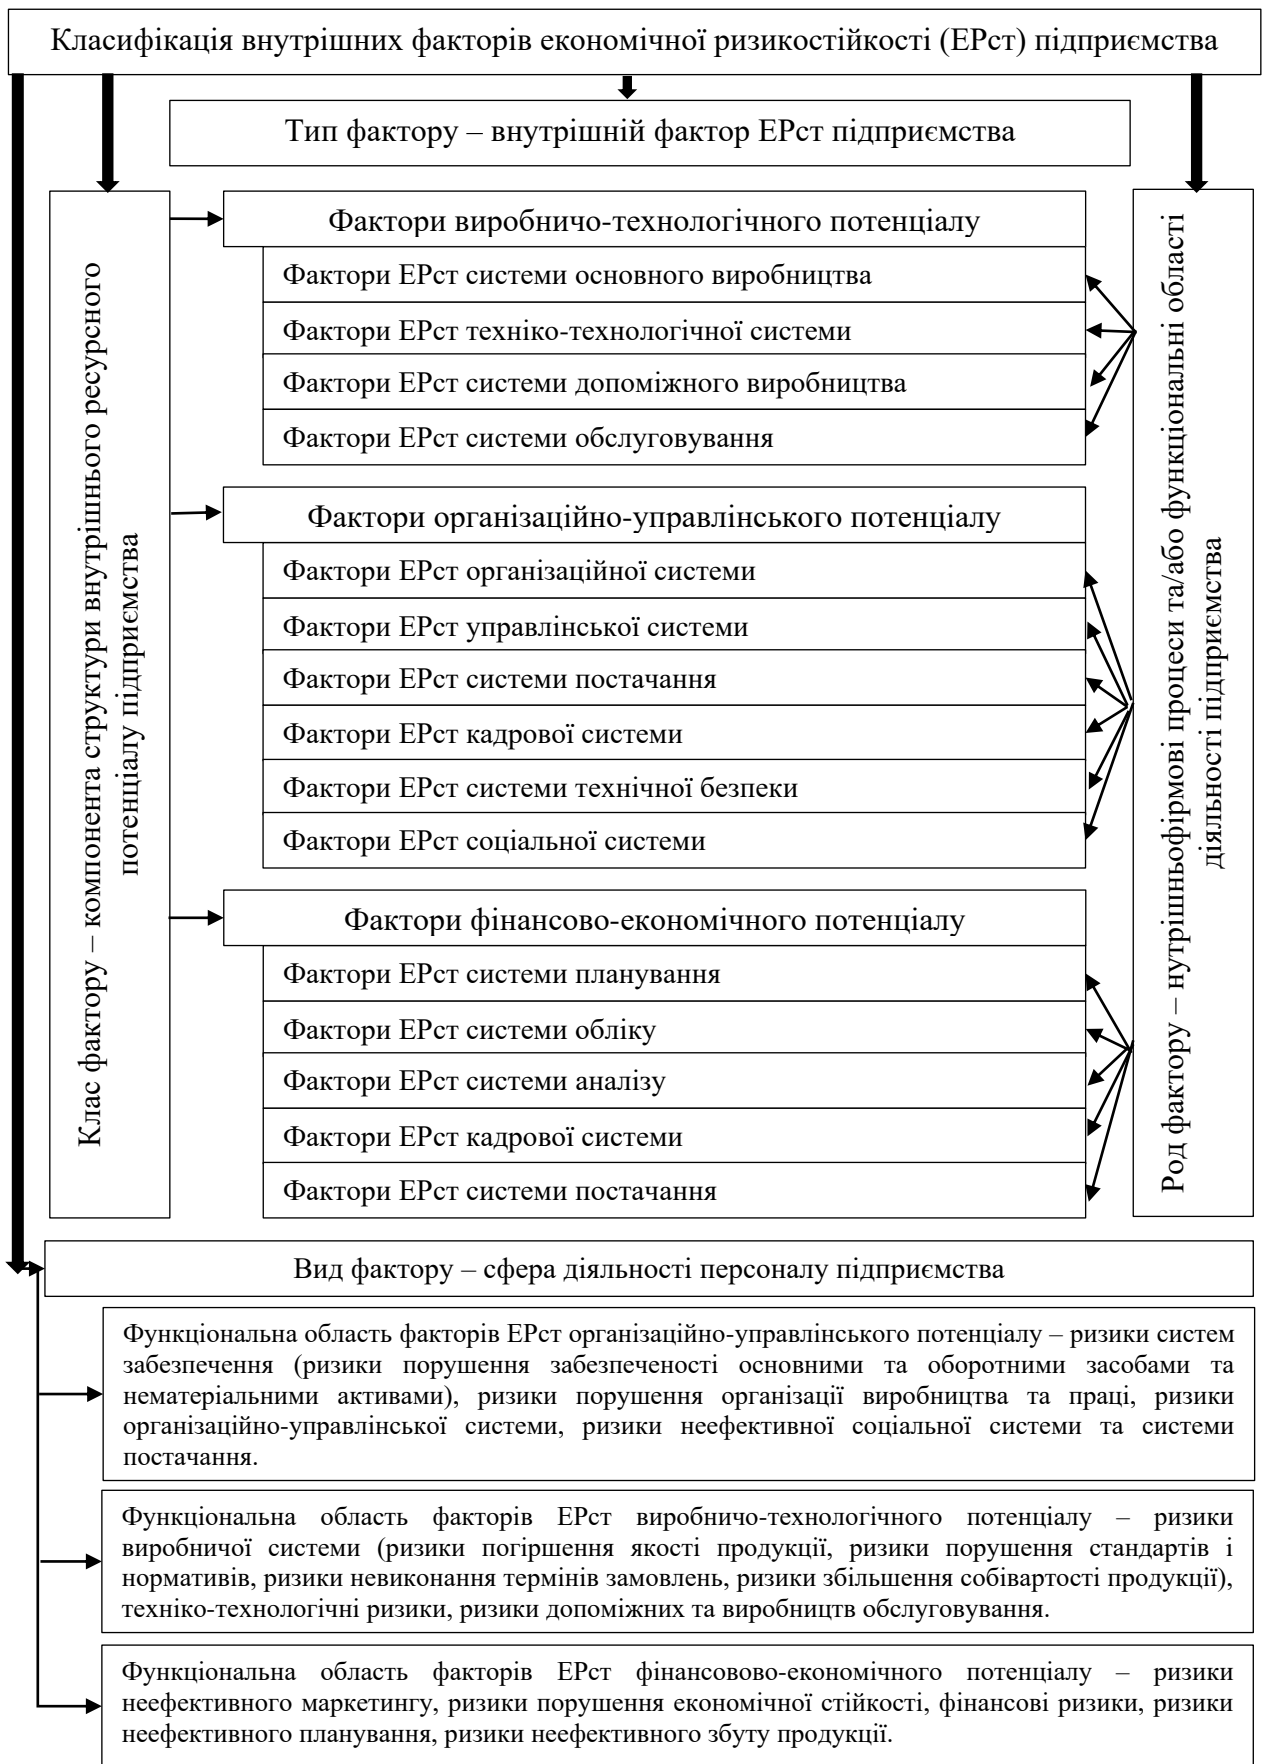 Класифікація внутрішних факторів економічної ризикостійкості (ЕРст) підприємства
Тип фактору – внутрішній фактор ЕРст підприємства
Клас фактору – компонента структури внутрішнього ресурсного
потенціалу підприємства
Фактори виробничо-технологічного потенціалу
Фактори ЕРст системи основного виробництва
Фактори ЕРст техніко-технологічної системи
Фактори ЕРст системи допоміжного виробництва
Фактори ЕРст системи обслуговування
Фактори організаційно-управлінського потенціалу
Фактори ЕРст організаційної системи
Фактори ЕРст управлінської системи
Фактори ЕРст системи постачання
Фактори ЕРст кадрової системи
Фактори ЕРст системи технічної безпеки
Фактори ЕРст соціальної системи
Фактори фінансово-економічного потенціалу
Фактори ЕРст системи планування
Фактори ЕРст системи обліку
Фактори ЕРст системи аналізу
Фактори ЕРст кадрової системи
Фактори ЕРст системи постачання
Род фактору – нутрішньофірмові процеси та/або функціональні області
діяльності підприємства
Вид фактору – сфера діяльності персоналу підприємства
Функціональна область факторів ЕРст організаційно-управлінського потенціалу – ризики систем
забезпечення (ризики порушення забезпеченості основними та оборотними засобами та
нематеріальними активами), ризики порушення організації виробництва та праці, ризики
організаційно-управлінської системи, ризики неефективної соціальної системи та системи
постачання.
Функціональна область факторів ЕРст виробничо-технологічного потенціалу – ризики
виробничої системи (ризики погіршення якості продукції, ризики порушення стандартів і
нормативів, ризики невиконання термінів замовлень, ризики збільшення собівартості продукції),
техніко-технологічні ризики, ризики допоміжних та виробництв обслуговування.
Функціональна область факторів ЕРст фінансовово-економічного потенціалу – ризики
неефективного маркетингу, ризики порушення економічної стійкості, фінансові ризики, ризики
неефективного планування, ризики неефективного збуту продукції.